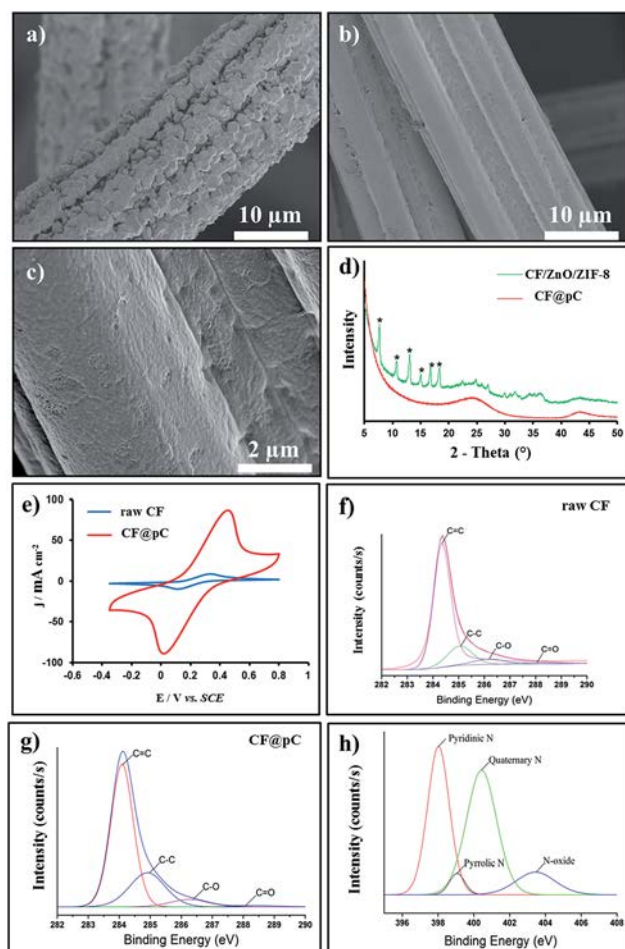 a)
10 µm
b)
10 µm
c)
2 µm
d)
CF/ZnO/ZIF-8
CF@pC
Intensity
* * * * * *
5 10 15 20 25 30 35 40 45 50
2 - Theta (°)
e)
raw CF
CF@pC
j / mA cm⁻²
100
50
0
-50
-100
-0.6 -0.4 -0.2 0 0.2 0.4 0.6 0.8 1
E / V vs. SCE
f)
raw CF
C=C
C-C
C-O
C=O
Intensity (counts/s)
282 283 284 285 286 287 288 289 290
Binding Energy (eV)
g)
CF@pC
C=C
C-C
C-O
C=O
Intensity (counts/s)
282 283 284 285 286 287 288 289 290
Binding Energy (eV)
h)
Pyridinic N
Quaternary N
Pyrrolic N
N-oxide
Intensity (counts/s)
396 398 400 402 404 406 408
Binding Energy (eV)